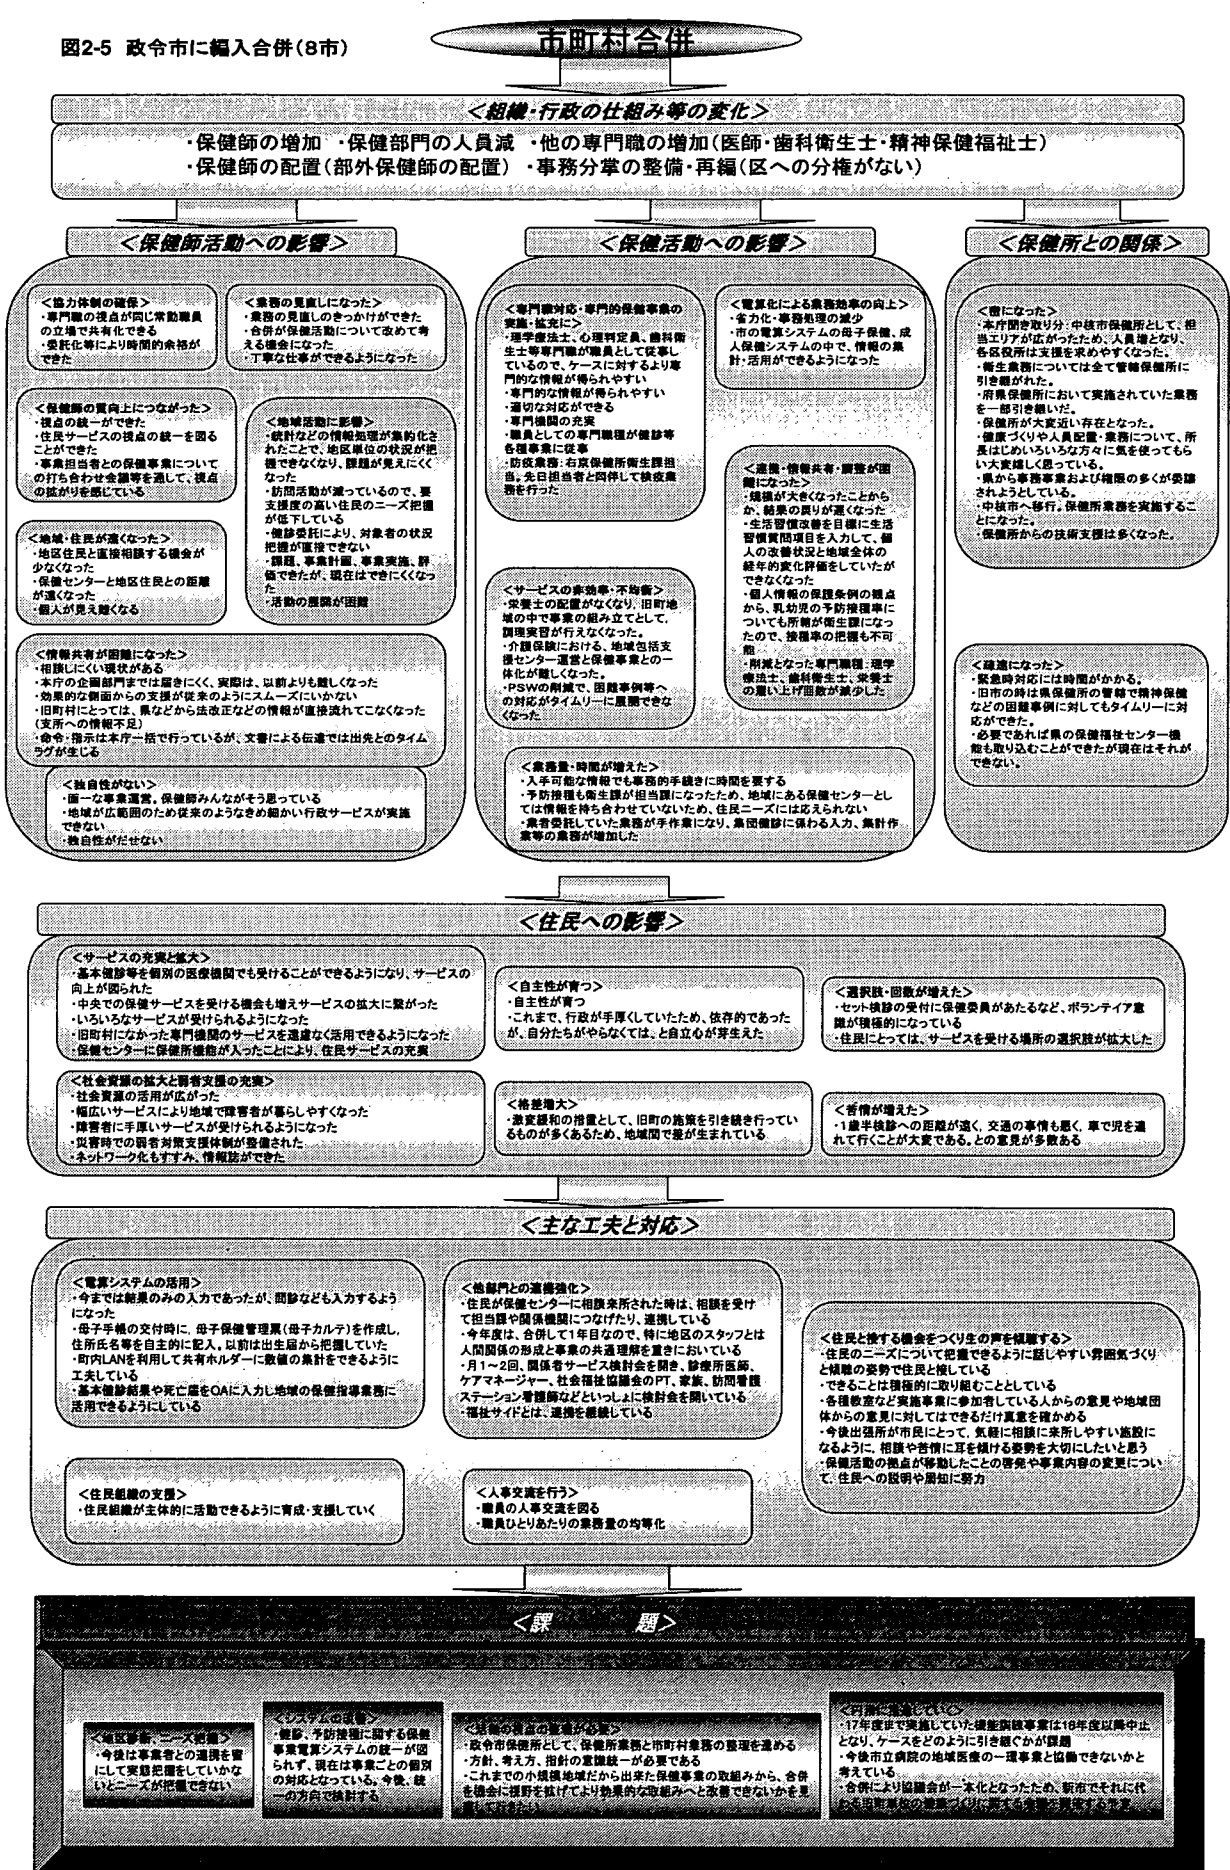 図2-5 政令市に編入合併(8市)
市町村合併
＜組織・行政の仕組み等の変化＞
・保健師の増加 ・保健部門の人員減 ・他の専門職の増加(医師・歯科衛生士・精神保健福祉士)
・保健師の配置(部外保健師の配置) ・事務分掌の整備・再編(区への分権がない)
＜保健師活動への影響＞
＜協力体制の確保＞
・専門職の視点が同じ常勤職員
の立場で共有化できる
・委託化等により時間的余裕が
できた
＜業務の見直しになった＞
・業務の見直しのきっかけができた
・合併が保健活動について改めて考
える機会になった
・丁寧な仕事ができるようになった
＜保健師の質向上につながった＞
・視点の統一ができた
・住民サービスの視点の統一を図る
ことができた
・事業担当者との保健事業について
の打ち合わせ会議等を通して、視点
の拡がりを感じている
＜地域活動に影響＞
・統計などの情報処理が集約化さ
れたことで、地区単位の状況が把
握できなくなり、課題が見えにくく
なった
・訪問活動が減っているので、要
支援度の高い住民のニーズ把握
が低下している
・健診委託により、対象者の状況
把握が直接できない
・課題、事業計画、事業実施、評
価できたが、現在はできにくくなっ
た
・活動の展開が困難
＜地域・住民が遠くなった＞
・地区住民と直接相談する機会が
少なくなった
・保健センターと地区住民との距離
が遠くなった
・個人が見え難くなる
＜情報共有が困難になった＞
・相談しにくい現状がある
・本庁の企画部門までは届きにくく、実際は、以前よりも難しくなった
・効果的な側面からの支援が従来のようにスムーズにいかない
・旧町村にとっては、県などから法改正などの情報が直接流れてこなくなった
(支所への情報不足)
・命令・指示は本庁一括で行っているが、文書による伝達では出先とのタイム
ラグが生じる
＜独自性がない＞
・画一な事業運営。保健師みんながそう思っている
・地域が広範囲のため従来のようなきめ細かい行政サービスが実施
できない
・独自性がだせない
＜保健活動への影響＞
＜専門職対応・専門的保健事業の
実施・拡充に＞
・理学療法士、心理判定員、歯科衛
生士等専門職が職員として従事し
ているので、ケースに対するより専
門的な情報が得られやすい
・専門的な情報が得られやすい
・適切な対応ができる
・専門機関の充実
・職員としての専門職種が健診等
各種事業に従事
・防疫業務:右京保健所衛生課担
当。先日担当者と同伴して検疫業
務を行った
＜電算化による業務効率の向上＞
・省力化・事務処理の減少
・市の電算システムの母子保健、成
人保健システムの中で、情報の集
計・活用ができるようになった
＜連携・情報共有・調整が困
難になった＞
・規模が大きくなったことから
か、結果の戻りが遅くなった
・生活習慣改善を目標に生活
習慣質問項目を入力して、個
人の改善状況と地域全体の
経年的変化評価をしていたが
できなくなった
・個人情報の保護条例の観点
から、乳幼児の予防接種率に
ついても所轄が衛生課になっ
たので、接種率の把握も不可
能
・削減となった専門職種:理学
療法士、歯科衛生士、栄養士
の雇い上げ回数が減少した
＜サービスの非効率・不均衡＞
・栄養士の配置がなくなり、旧町地
域の中で事業の組み立てとして、
調理実習が行えなくなった。
・介護保険における、地域包括支
援センター運営と保健事業との一
体化が難しくなった。
・PSWの削減で、困難事例等へ
の対応がタイムリーに展開できな
くなった
＜業務量・時間が増えた＞
・入手可能な情報でも事務的手続きに時間を要する
・予防接種も衛生課が担当課になったため、地域にある保健センターとし
ては情報を持ち合わせていないため、住民ニーズには応えられない
・業者委託していた業務が手作業になり、集団健診に係わる入力、集計作
業等の業務が増加した
＜保健所との関係＞
＜密になった＞
・本庁聞き取り分:中核市保健所として、担
当エリアが広がったため、人員増となり、
各区役所は支援を求めやすくなった。
・衛生業務については全て管轄保健所に
引き継がれた。
・府県保健所において実施されていた業務
を一部引き継いだ。
・保健所が大変近い存在となった。
・健康づくりや人員配置・業務について、所
長はじめいろいろな方々に気を使ってもら
い大変嬉しく思っている。
・県から事務事業および権限の多くが委譲
されようとしている。
・中核市へ移行。保健所業務を実施するこ
とになった。
・保健所からの技術支援は多くなった。
＜疎遠になった＞
・緊急時対応には時間がかかる。
・旧市の時は県保健所の管轄で精神保健
などの困難事例に対してもタイムリーに対
応ができた。
・必要であれば県の保健福祉センター機
能も取り込むことができたが現在はそれが
できない。
＜住民への影響＞
＜サービスの充実と拡大＞
・基本健診等を個別の医療機関でも受けることができるようになり、サービスの
向上が図られた
・中央での保健サービスを受ける機会も増えサービスの拡大に繋がった
・いろいろなサービスが受けられるようになった
・旧町村になかった専門機関のサービスを遠慮なく活用できるようになった
・保健センターに保健所機能が入ったことにより、住民サービスの充実
＜自主性が育つ＞
・自主性が育つ
・これまで、行政が手厚くしていたため、依存的であった
が、自分たちがやらなくては、と自立心が芽生えた
＜選択肢・回数が増えた＞
・セット検診の受付に保健委員があたるなど、ボランテイア意
識が積極的になっている
・住民にとっては、サービスを受ける場所の選択肢が拡大した
＜社会資源の拡大と弱者支援の充実＞
・社会資源の活用が広がった
・幅広いサービスにより地域で障害者が暮らしやすくなった
・障害者に手厚いサービスが受けられるようになった
・災害時での弱者対策支援体制が整備された
・ネットワーク化もすすみ、情報誌ができた
＜格差増大＞
・激変緩和の措置として、旧町の施策を引き続き行ってい
るものが多くあるため、地域間で差が生まれている
＜苦情が増えた＞
・1歳半検診への距離が遠く、交通の事情も悪く、車で児を連
れて行くことが大変である。との意見が多数ある
＜主な工夫と対応＞
＜電算システムの活用＞
・今までは結果のみの入力であったが、問診なども入力するよう
になった
・母子手帳の交付時に、母子保健管理票(母子カルテ)を作成し、
住所氏名等を自主的に記入。以前は出生届から把握していた
・町内LANを利用して共有ホルダーに数値の集計をできるように
工夫している
・基本健診結果や死亡届をOAに入力し地域の保健指導業務に
活用できるようにしている
＜他部門との連携強化＞
・住民が保健センターに相談来所された時は、相談を受け
て担当課や関係機関につなげたり、連携している
・今年度は、合併して1年目なので、特に地区のスタッフとは
人間関係の形成と事業の共通理解を重きにおいている
・月1～2回、関係者サービス検討会を開き、診療所医師、
ケアマネージャー、社会福祉協議会のPT、家族、訪問看護
ステーション看護師などといっしょに検討会を開いている
・福祉サイドとは、連携を継続している
＜住民と接する機会をつくり生の声を傾聴する＞
・住民のニーズについて把握できるように話しやすい雰囲気づくり
と傾聴の姿勢で住民と接している
・できることは積極的に取り組むこととしている
・各種教室など実施事業に参加者している人からの意見や地域団
体からの意見に対してはできるだけ真意を確かめる
・今後出張所が市民にとって、気軽に相談に来所しやすい施設に
なるように、相談や苦情に耳を傾ける姿勢を大切にしたいと思う
・保健活動の拠点が移動したことの啓発や事業内容の変更につい
て、住民への説明や周知に努力
＜住民組織の支援＞
・住民組織が主体的に活動できるように育成・支援していく
＜人事交流を行う＞
・職員の人事交流を図る
・職員ひとりあたりの業務量の均等化
＜課 題＞
＜地区診断、ニーズ把握＞
・今後は事業者との連携を密
にして実態把握をしていかな
いとニーズが把握できない
＜システムの改善＞
・健診、予防接種に関する保健
事業電算システムの統一が図
られず、現在は事業ごとの個別
の対応となっている。今後、統
一の方向で検討する
＜活動の視点の整理が必要＞
・政令市保健所として、保健所業務と市町村業務の整理を進める
・方針、考え方、指針の意識統一が必要である
・これまでの小規模地域だから出来た保健事業の取組みから、合併
を機会に視野を拡げてより効果的な取組みへと改善できないかを見
直して行きたい
＜円滑に推進していく＞
・17年度まで実施していた機能訓練事業は18年度以降中止
となり、ケースをどのように引き継ぐかが課題
・今後市立病院の地域医療の一環事業と協働できないかと
考えている
・合併により協議会が一本化となったため、新市でそれに代